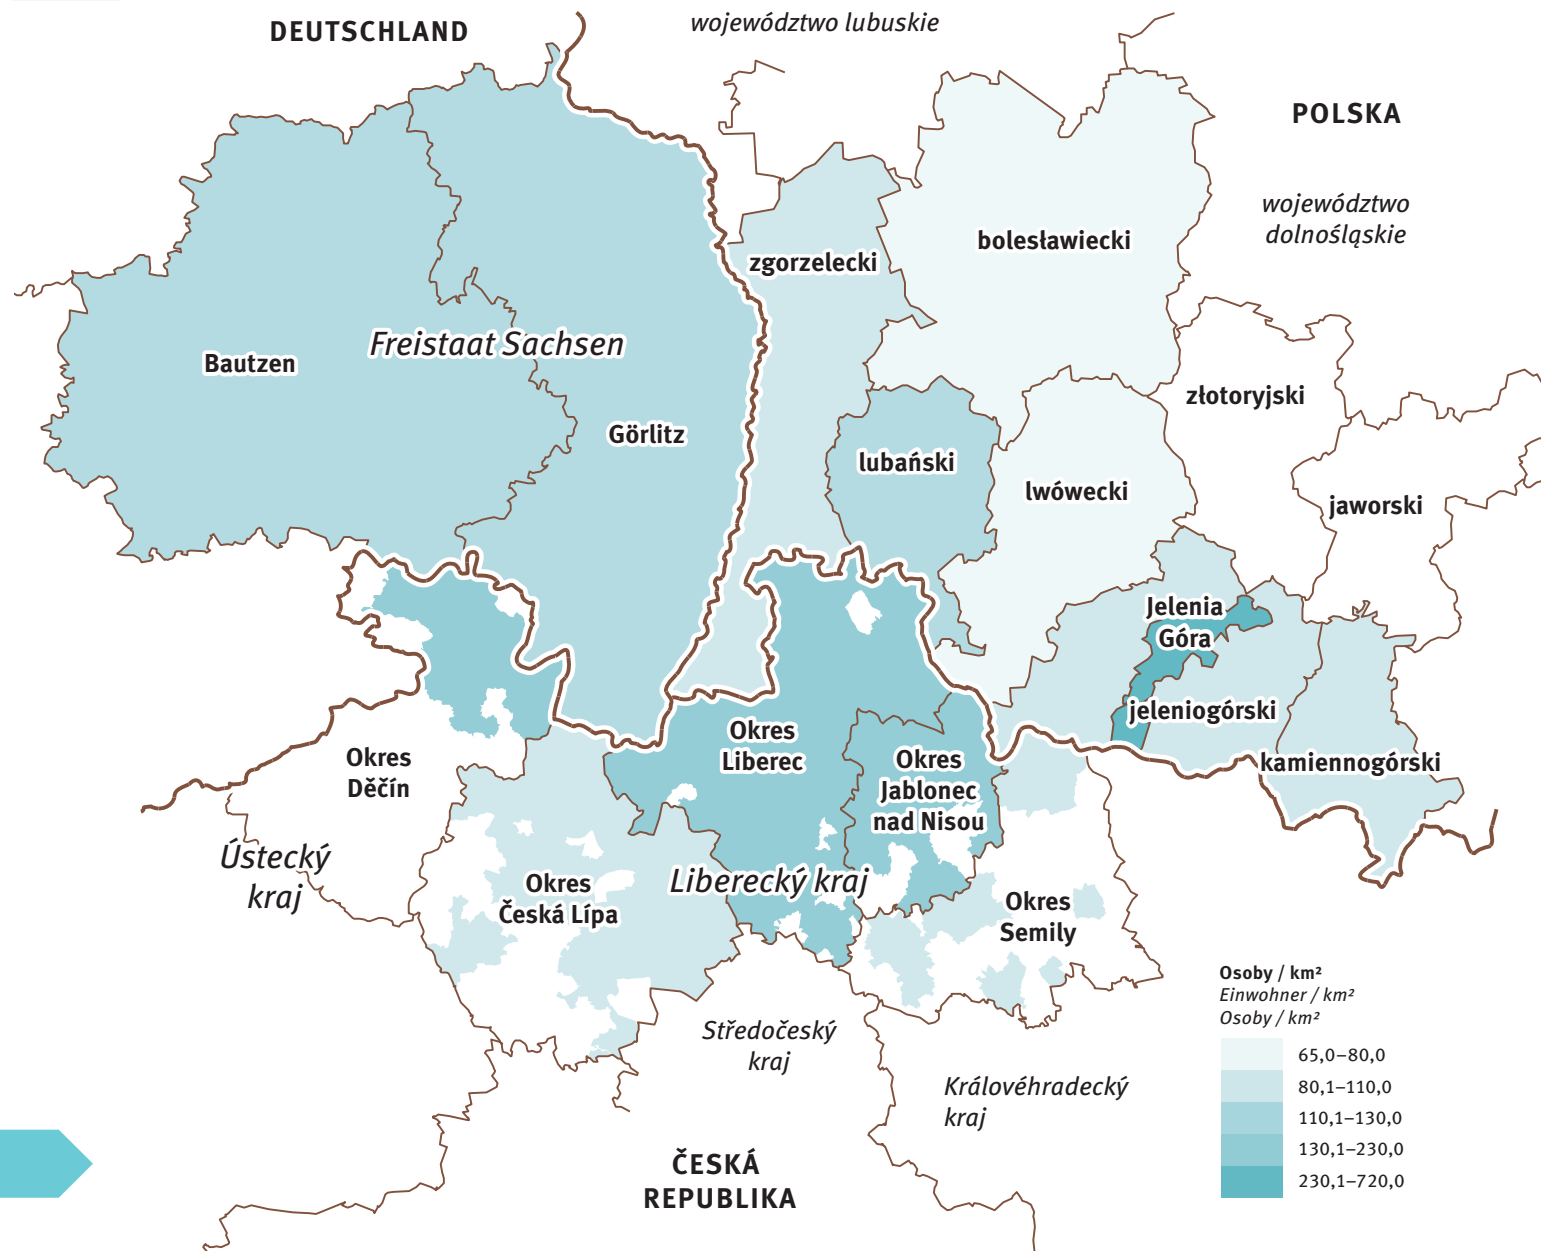 DEUTSCHLAND
województwo lubuskie
POLSKA
województwo
dolnośląskie
zgorzelecki
bolesławiecki
Freistaat Sachsen
Bautzen
złotoryjski
Görlitz
lubański
lwówecki
jaworski
Jelenia
Góra
jeleniogórski
Okres
Liberec
Okres
Děčín
Okres
Jablonec
nad Nisou
kamiennogórski
Ústecký
kraj
Okres
Česká Lípa
Liberecký kraj
Okres
Semily
Osoby / km²
Einwohner / km²
Osoby / km²
65,0–80,0
80,1–110,0
110,1–130,0
130,1–230,0
230,1–720,0
Středočeský
kraj
Královéhradecký
kraj
ČESKÁ
REPUBLIKA